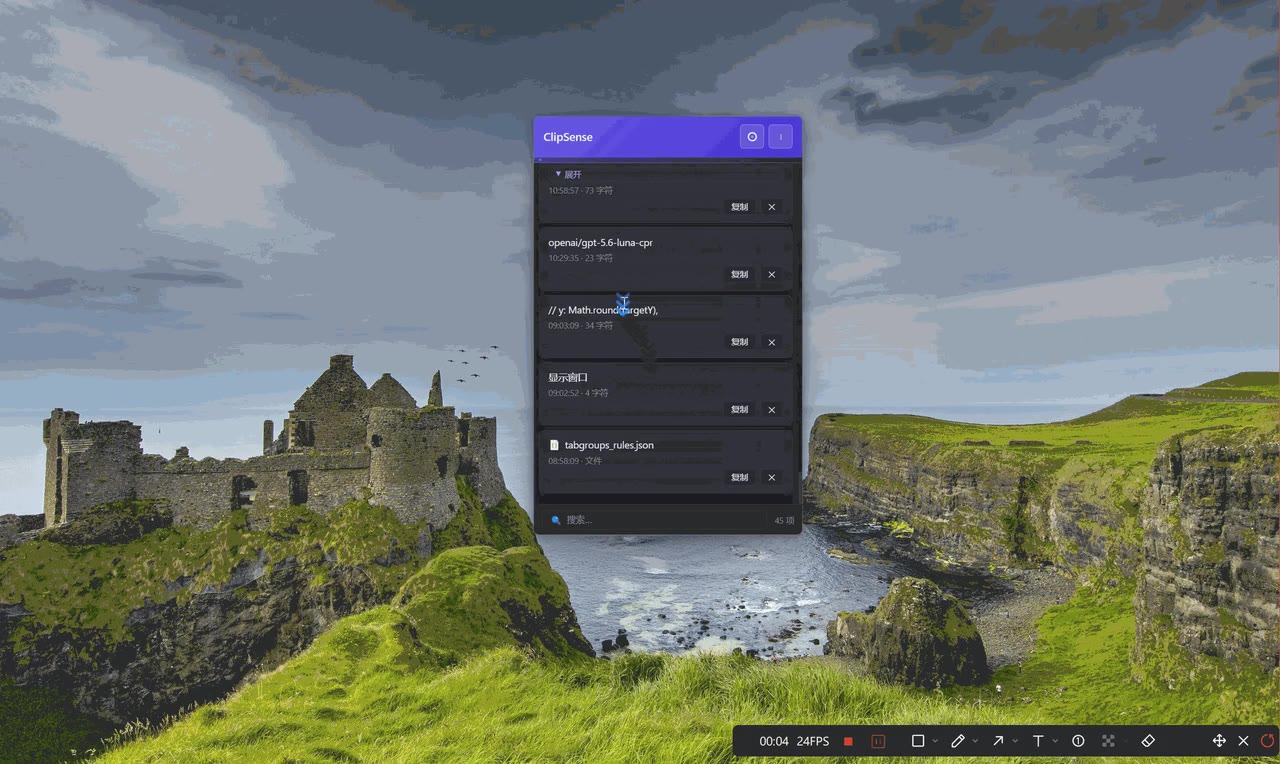 ClipSense
▼ 展开
10:58:57 · 73 字符
复制 ×
openai/gpt-5.6-luna-cpr
10:29:35 · 23 字符
复制 ×
// y: Math.round(targetY),
09:03:09 · 34 字符
复制 ×
显示窗口
09:02:52 · 4 字符
复制 ×
tabgroups_rules.json
08:58:09 · 文件
复制 ×
搜索... 45 项
00:04 24FPS